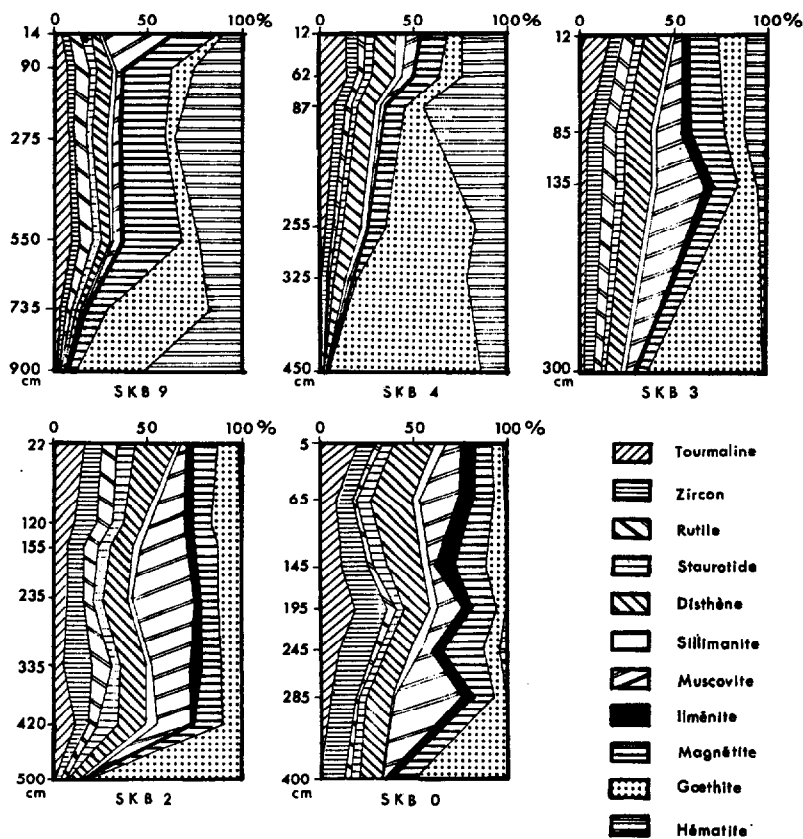 0 50 100 %
14
90
275
550
735
900
cm
SKB 9
0 50 100 %
12
62
87
255
325
450
cm
SKB 4
0 50 100 %
12
85
135
300
cm
SKB 3
0 50 100 %
22
120
155
235
335
420
500
cm
SKB 2
0 50 100 %
5
65
145
195
245
285
400
cm
SKB 0
Tourmaline
Zircon
Rutile
Staurotide
Disthène
Sillimanite
Muscovite
ilménite
Magnétite
Gœthite
Hématite